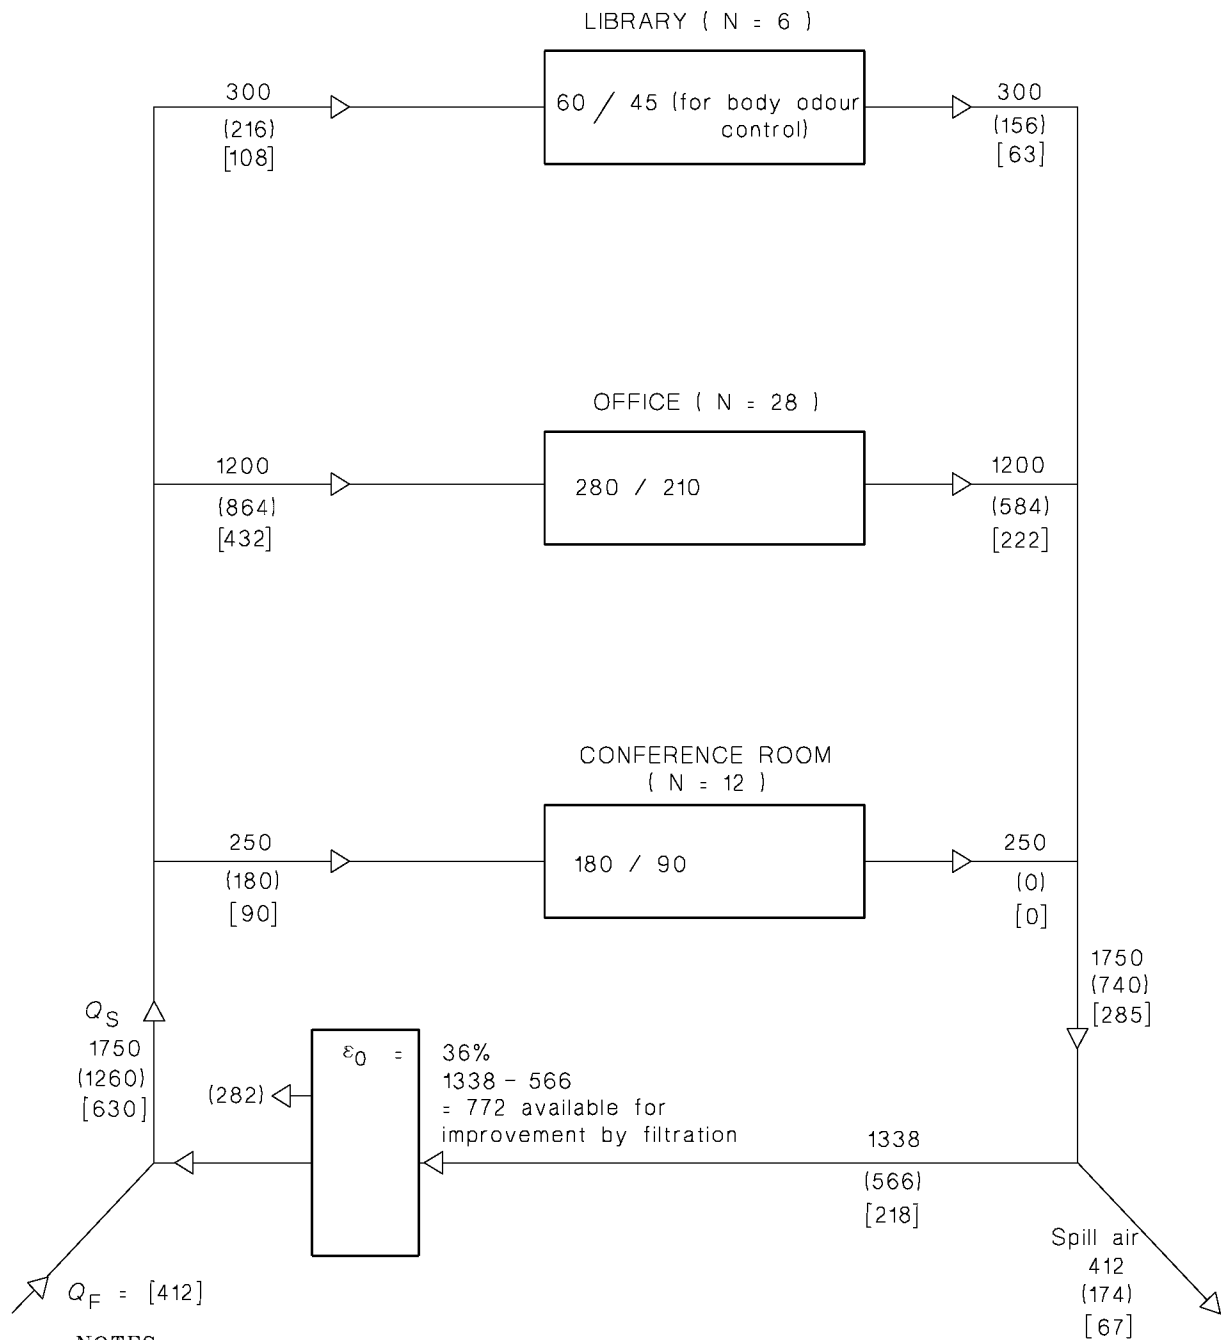 LIBRARY ( N = 6 )
300
(216)
[108]
60 / 45 (for body odour
control)
300
(156)
[63]
OFFICE ( N = 28 )
1200
(864)
[432]
280 / 210
1200
(584)
[222]
CONFERENCE ROOM
( N = 12 )
250
(180)
[90]
180 / 90
250
(0)
[0]
1750
(740)
[285]
QS
1750
(1260)
[630]
(282)
ε0 = 36%
1338 - 566
= 772 available for
improvement by filtration
1338
(566)
[218]
Spill air
412
(174)
[67]
QF = [412]
NOTES